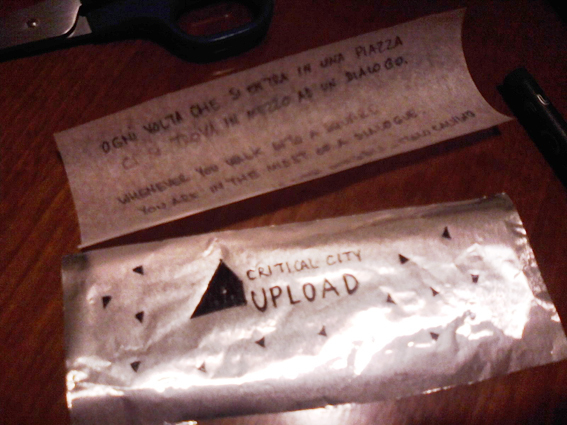 OGNI VOLTA CHE SI ENTRA IN UNA PIAZZA
CI SI TROVA IN MEZZO AD UN DIALOGO.
WHENEVER YOU WALK INTO A SQUARE
YOU ARE IN THE MIDST OF A DIALOGUE.
CRITICAL CITY
UPLOAD